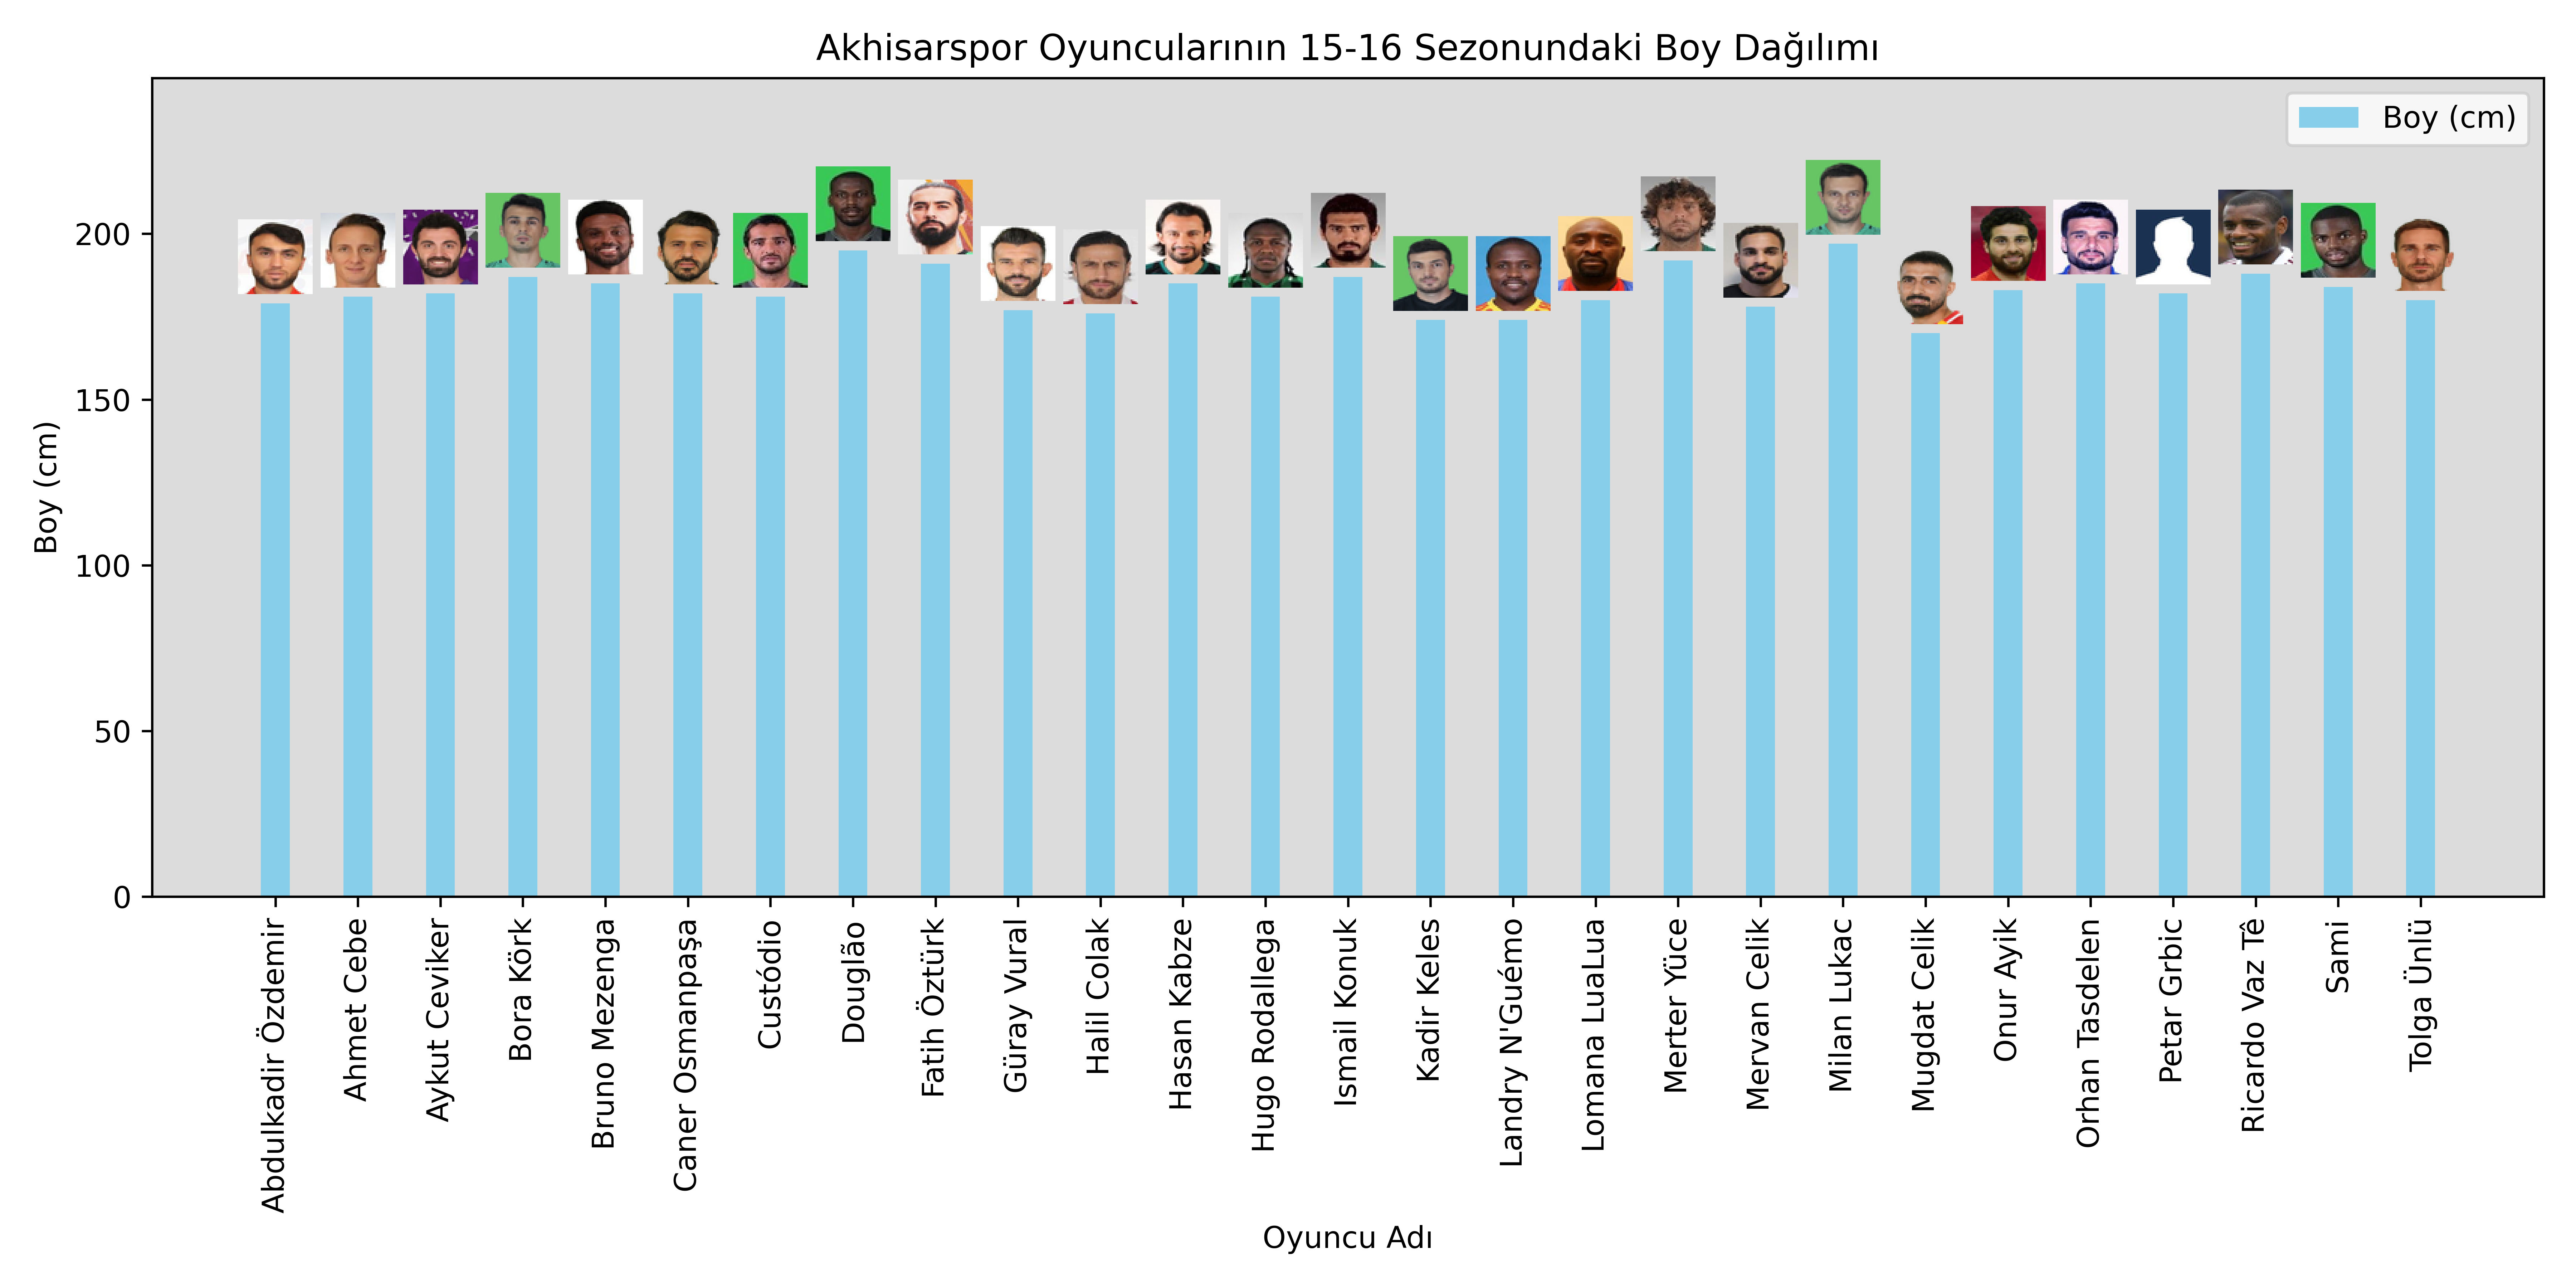 Akhisarspor Oyuncularının 15-16 Sezonundaki Boy Dağılımı
Boy (cm)
Boy (cm)
200
150
100
50
0
Abdulkadir Özdemir
Ahmet Cebe
Aykut Ceviker
Bora Körk
Bruno Mezenga
Caner Osmanpaşa
Custódio
Douglão
Fatih Öztürk
Güray Vural
Halil Colak
Hasan Kabze
Hugo Rodallega
Ismail Konuk
Kadir Keles
Landry N'Guémo
Lomana LuaLua
Merter Yüce
Mervan Celik
Milan Lukac
Mugdat Celik
Onur Ayik
Orhan Tasdelen
Petar Grbic
Ricardo Vaz Tê
Sami
Tolga Ünlü
Oyuncu Adı